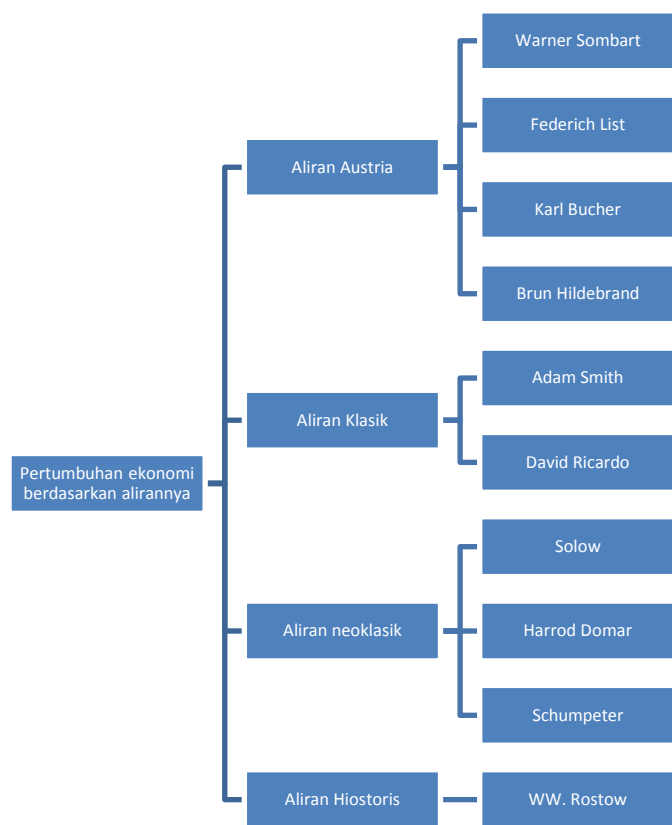 Pertumbuhan ekonomi
berdasarkan alirannya
Aliran Austria
Warner Sombart
Federich List
Karl Bucher
Brun Hildebrand
Aliran Klasik
Adam Smith
David Ricardo
Aliran neoklasik
Solow
Harrod Domar
Schumpeter
Aliran Hiostoris
WW. Rostow